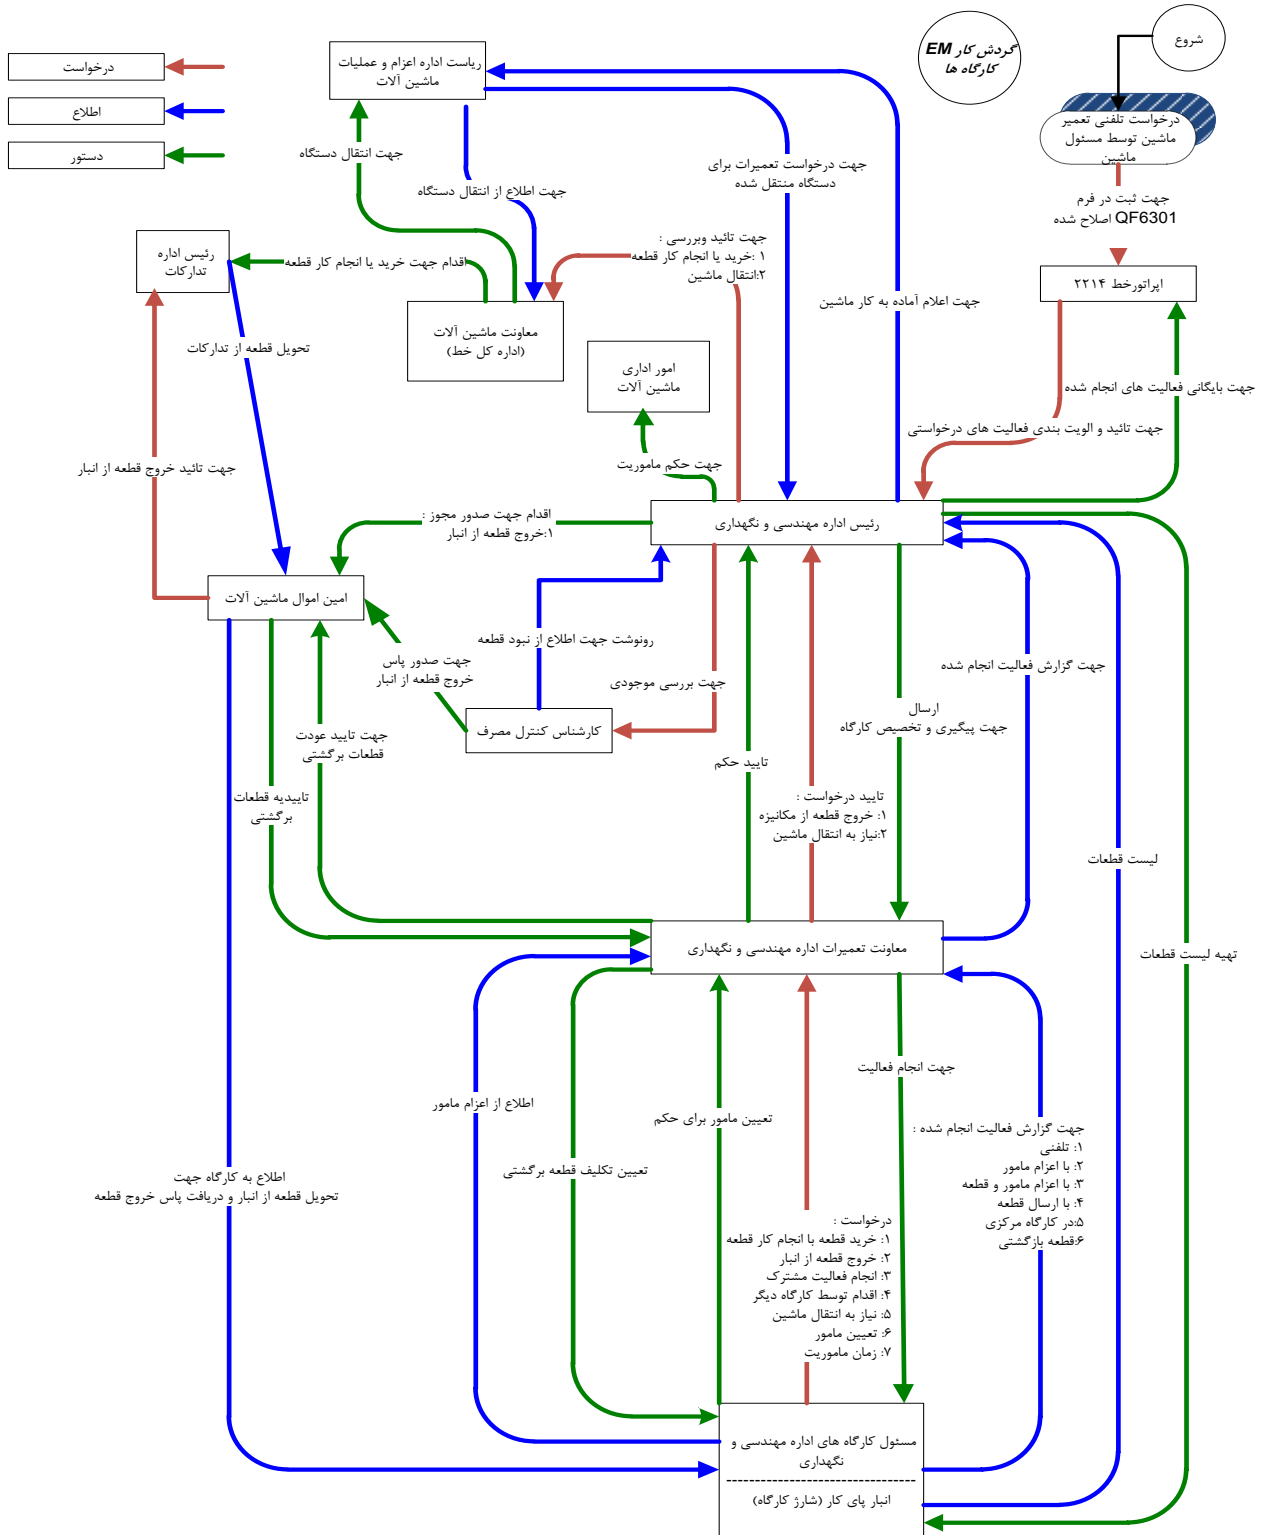 شروع
گردش کار EM
کارگاه ها
درخواست
اطلاع
دستور
ریاست اداره اعزام و عملیات
ماشین آلات
درخواست تلفنی تعمیر
ماشین توسط مسئول
ماشین
جهت انتقال دستگاه
جهت درخواست تعمیرات برای
دستگاه منتقل شده
جهت اطلاع از انتقال دستگاه
جهت ثبت در فرم
QF6301 اصلاح شده
رئیس اداره
تدارکات
اقدام جهت خرید یا انجام کار قطعه
جهت تائید وبررسی :
۱ :خرید یا انجام کار قطعه
۲:انتقال ماشین
اپراتورخط ۲۲۱۴
جهت اعلام آماده به کار ماشین
معاونت ماشین آلات
(اداره کل خط)
تحویل قطعه از تدارکات
امور اداری
ماشین آلات
جهت بایگانی فعالیت های انجام شده
جهت تائید و الویت بندی فعالیت های درخواستی
جهت تائید خروج قطعه از انبار
جهت حکم ماموریت
رئیس اداره مهندسی و نگهداری
اقدام جهت صدور مجوز :
۱:خروج قطعه از انبار
امین اموال ماشین آلات
رونوشت جهت اطلاع از نبود قطعه
جهت صدور پاس
خروج قطعه از انبار
جهت بررسی موجودی
جهت گزارش فعالیت انجام شده
ارسال
جهت پیگیری و تخصیص کارگاه
کارشناس کنترل مصرف
جهت تایید عودت
قطعات برگشتی
تایید حکم
تاییدیه قطعات
برگشتی
تایید درخواست :
۱: خروج قطعه از مکانیزه
۲:نیاز به انتقال ماشین
لیست قطعات
معاونت تعمیرات اداره مهندسی و نگهداری
تهیه لیست قطعات
جهت انجام فعالیت
اطلاع از اعزام مامور
تعیین مامور برای حکم
جهت گزارش فعالیت انجام شده :
۱: تلفنی
۲: با اعزام مامور
۳: با اعزام مامور و قطعه
۴: با ارسال قطعه
۵:در کارگاه مرکزی
۶:قطعه بازگشتی
تعیین تکلیف قطعه برگشتی
اطلاع به کارگاه جهت
تحویل قطعه از انبار و دریافت پاس خروج قطعه
درخواست :
۱: خرید قطعه با انجام کار قطعه
۲: خروج قطعه از انبار
۳: انجام فعالیت مشترک
۴: اقدام توسط کارگاه دیگر
۵: نیاز به انتقال ماشین
۶: تعیین مامور
۷: زمان ماموریت
مسئول کارگاه های اداره مهندسی و
نگهداری
---------------------------------
انبار پای کار (شارژ کارگاه)